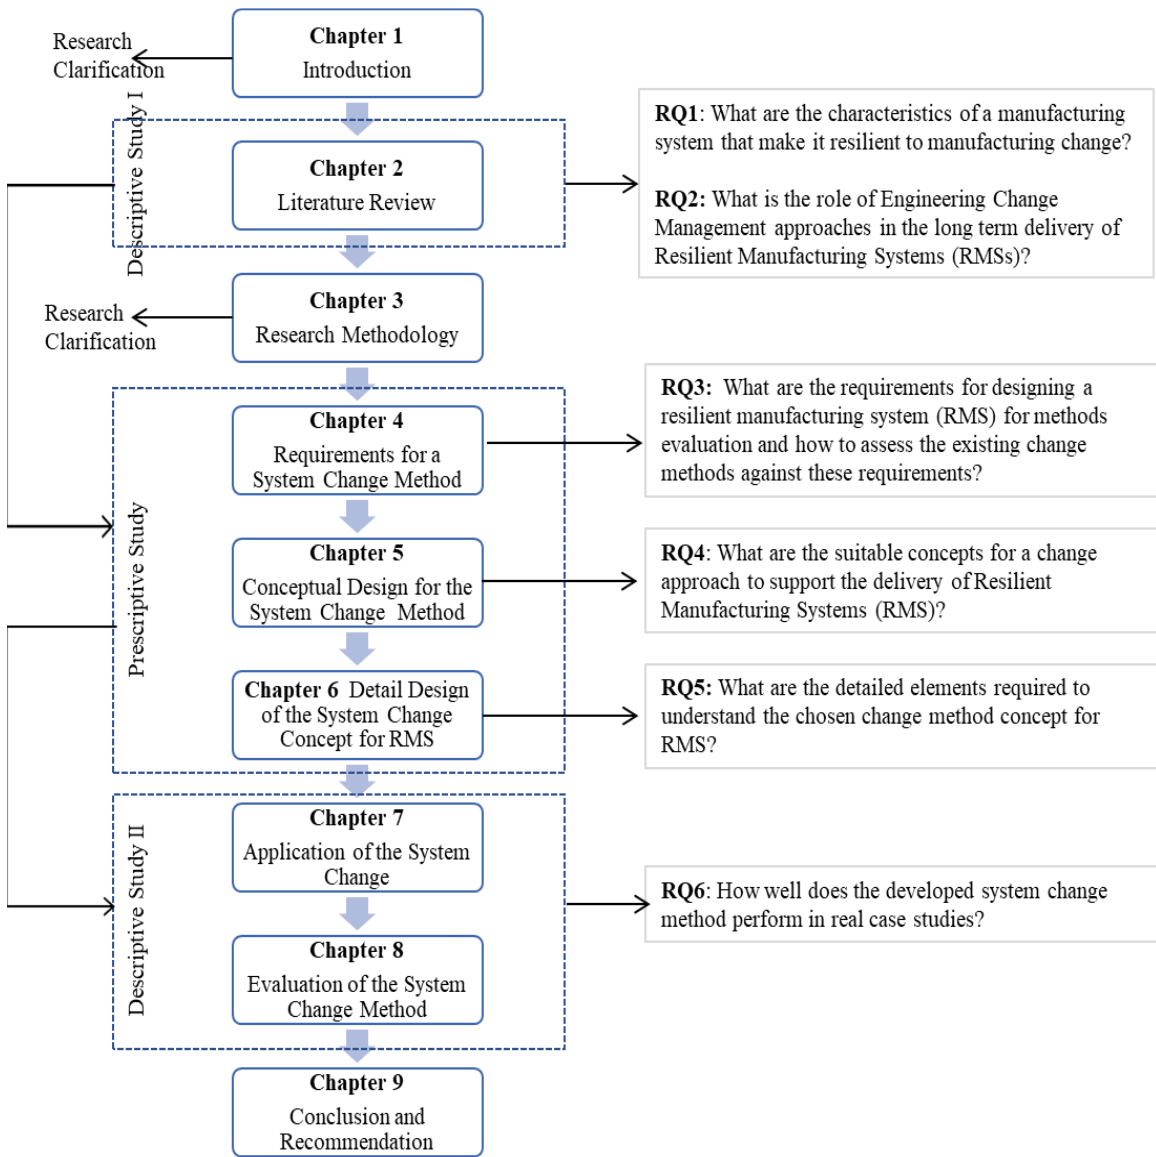 Chapter 1
Introduction
Research
Clarification
Descriptive Study I
Chapter 2
Literature Review
RQ1: What are the characteristics of a manufacturing
system that make it resilient to manufacturing change?
RQ2: What is the role of Engineering Change
Management approaches in the long term delivery of
Resilient Manufacturing Systems (RMSs)?
Chapter 3
Research Methodology
Research
Clarification
Prescriptive Study
Chapter 4
Requirements for a
System Change Method
RQ3: What are the requirements for designing a
resilient manufacturing system (RMS) for methods
evaluation and how to assess the existing change
methods against these requirements?
Chapter 5
Conceptual Design for the
System Change Method
RQ4: What are the suitable concepts for a change
approach to support the delivery of Resilient
Manufacturing Systems (RMS)?
Chapter 6 Detail Design
of the System Change
Concept for RMS
RQ5: What are the detailed elements required to
understand the chosen change method concept for
RMS?
Descriptive Study II
Chapter 7
Application of the System
Change
Chapter 8
Evaluation of the System
Change Method
RQ6: How well does the developed system change
method perform in real case studies?
Chapter 9
Conclusion and
Recommendation